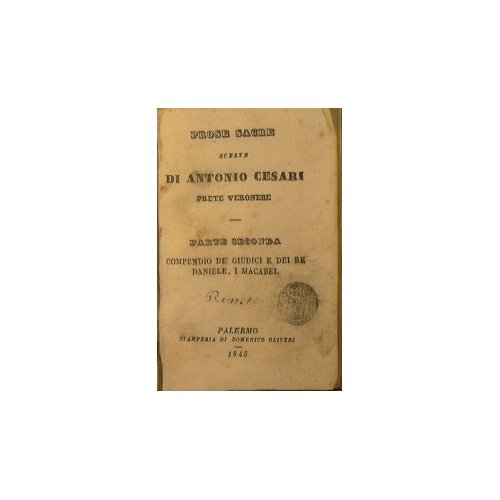 PROSE SACRE
SCELTE
DI ANTONIO CESARI
PRETE VERONESE
PARTE SECONDA
COMPENDIO DE' GIUDICI E DEI RE
DANIELE, I MACABEI.
PALERMO
STAMPERIA DI DOMENICO OLIVERI
1845